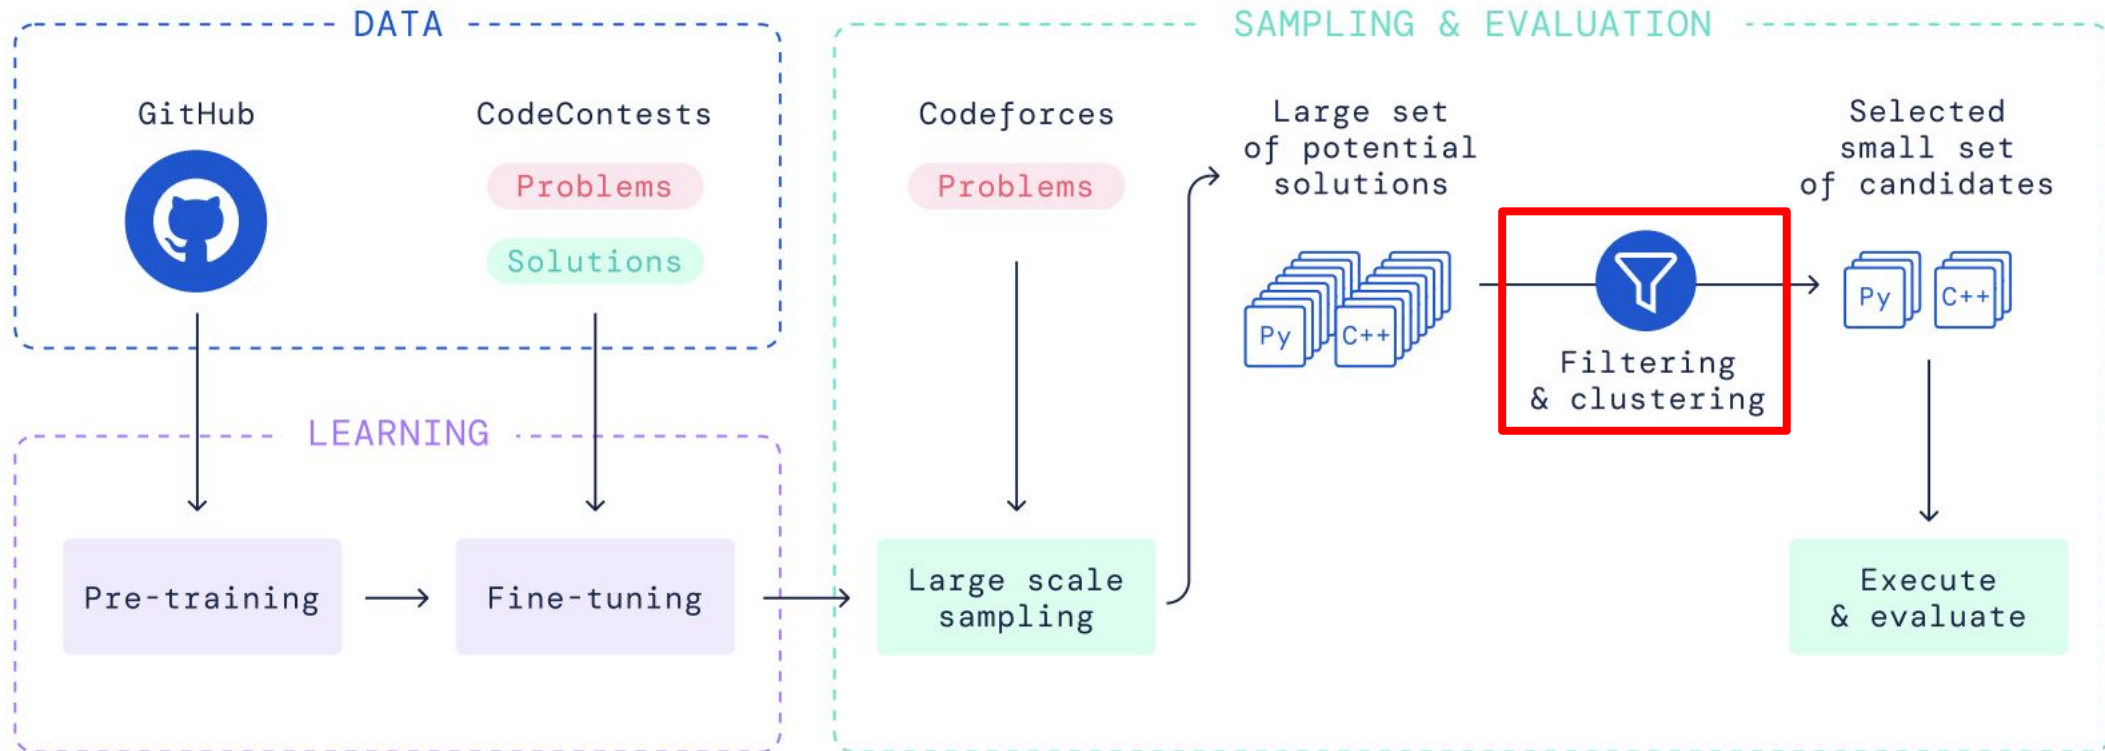 DATA
GitHub
CodeContests
Problems
Solutions
LEARNING
Pre-training
Fine-tuning
SAMPLING & EVALUATION
Codeforces
Problems
Large scale
sampling
Large set
of potential
solutions
Py
C++
Filtering
& clustering
Selected
small set
of candidates
Py
C++
Execute
& evaluate